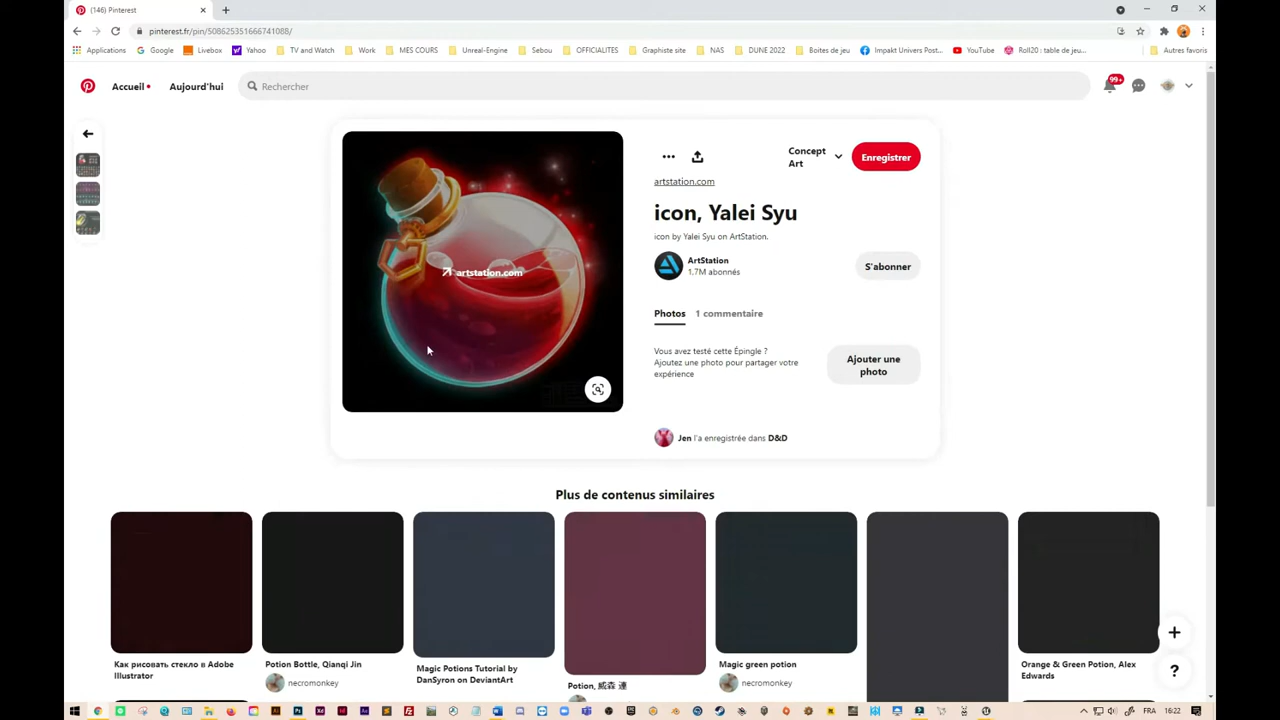 (146) Pinterest
pinterest.fr/pin/508625351666741088/
Applications Google Livebox Yahoo TV and Watch Work MES COURS Unreal-Engine Sebou OFFICIALITES Graphiste site NAS DUNE 2022 Boites de jeu Impakt Univers Post... YouTube Roll20 : table de jeu... Autres favoris
Accueil Aujourd'hui Rechercher 99+
Concept Art Enregistrer
artstation.com
icon, Yalei Syu
icon by Yalei Syu on ArtStation.
ArtStation
1.7M abonnés
S'abonner
artstation.com
Photos 1 commentaire
Vous avez testé cette Épingle ?
Ajoutez une photo pour partager votre
expérience
Ajouter une
photo
Jen l'a enregistrée dans D&D
Plus de contenus similaires
Как рисовать стекло в Adobe
Illustrator
Potion Bottle, Qianqi Jin
necromonkey
Magic Potions Tutorial by
DanSyron on DeviantArt
Potion, 威森 連
Magic green potion
necromonkey
Orange & Green Potion, Alex
Edwards
+
?
FRA 16:22